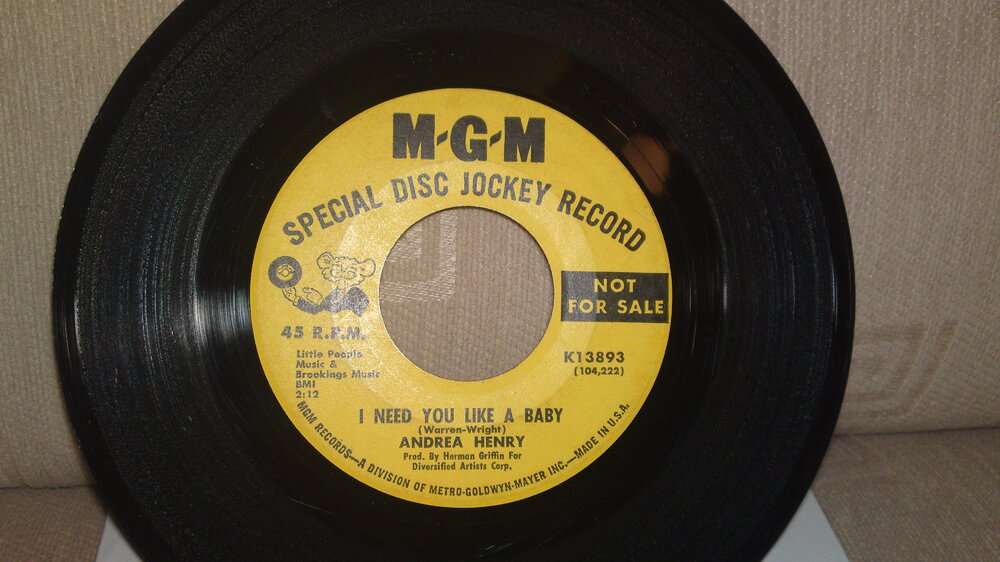 M-G-M
SPECIAL DISC JOCKEY RECORD
NOT
FOR SALE
45 R.P.M.
Little People
Music &
Brookings Music
BMI
2:12
K13893
(104,222)
I NEED YOU LIKE A BABY
(Warren-Wright)
ANDREA HENRY
Prod. By Herman Griffin For
Diversified Artists Corp.
MGM RECORDS—A DIVISION OF METRO-GOLDWYN-MAYER INC.—MADE IN U.S.A.